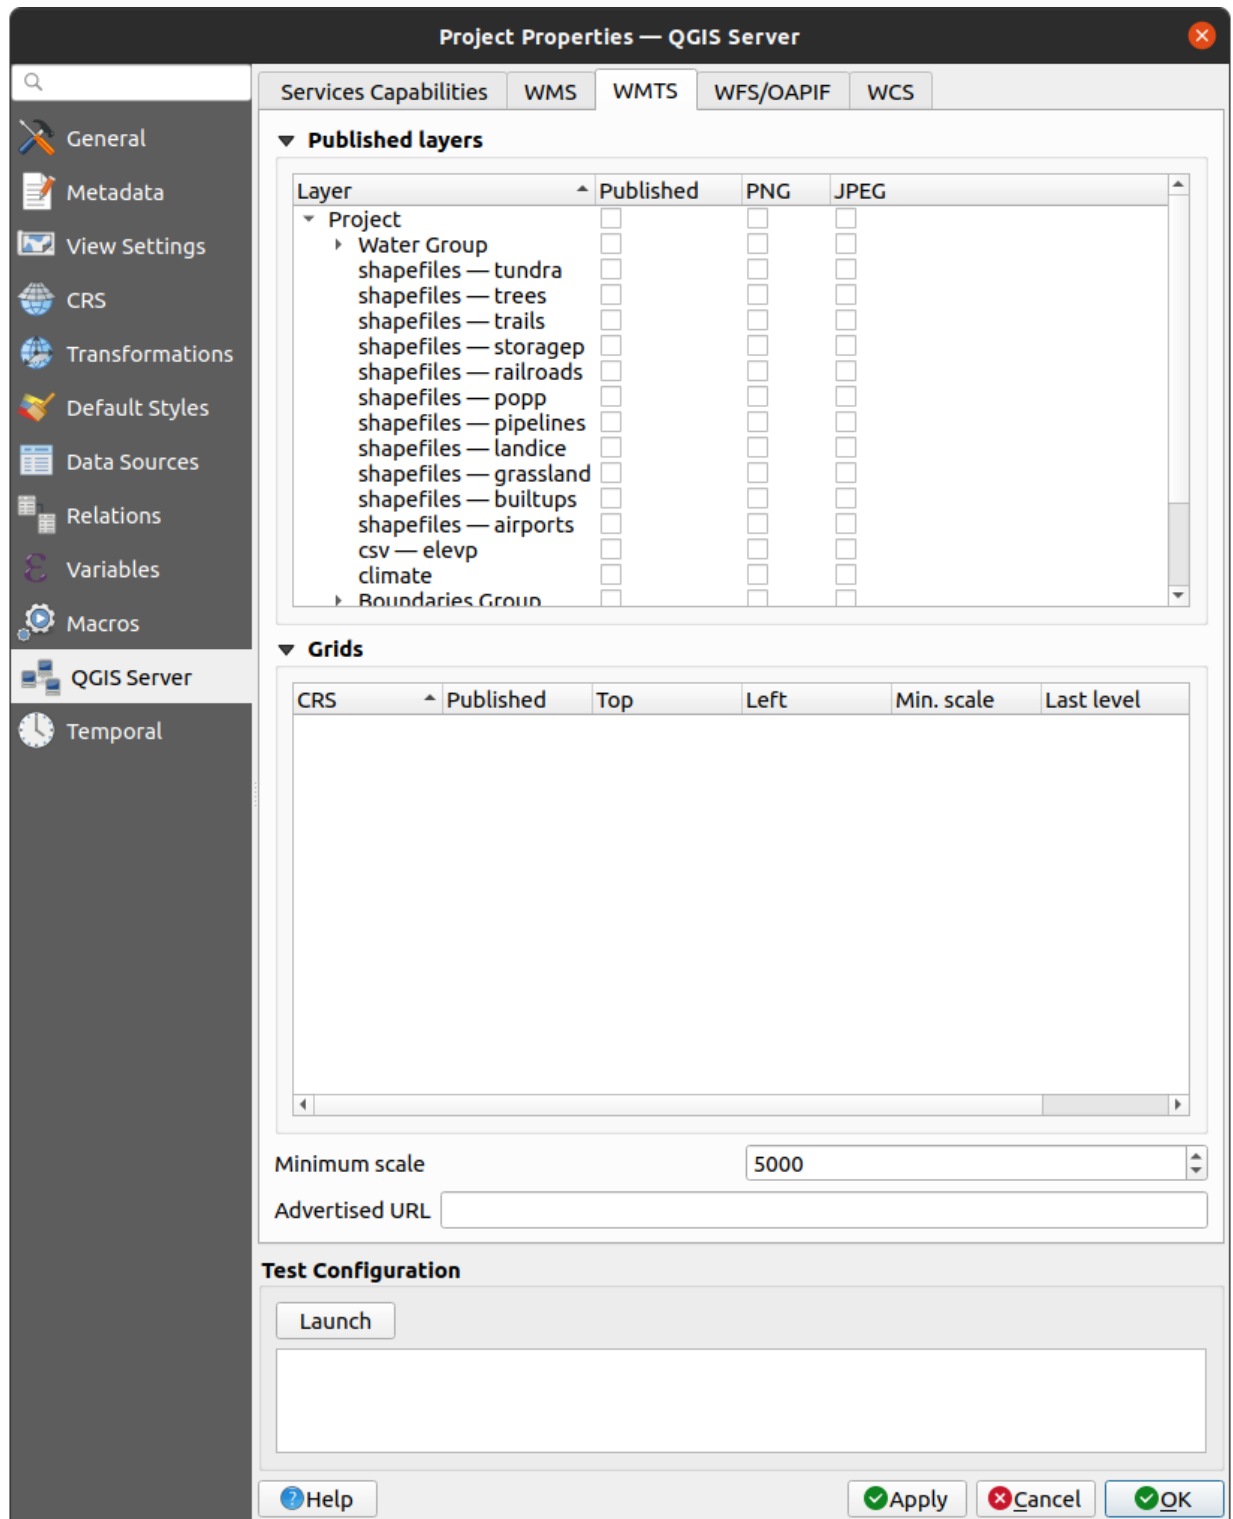 Project Properties — QGIS Server
General
Metadata
View Settings
CRS
Transformations
Default Styles
Data Sources
Relations
Variables
Macros
QGIS Server
Temporal
Services Capabilities WMS WMTS WFS/OAPIF WCS
Published layers
Layer Published PNG JPEG
Project
Water Group
shapefiles — tundra
shapefiles — trees
shapefiles — trails
shapefiles — storagep
shapefiles — railroads
shapefiles — popp
shapefiles — pipelines
shapefiles — landice
shapefiles — grassland
shapefiles — builtups
shapefiles — airports
csv — elevp
climate
Boundaries Group
Grids
CRS Published Top Left Min. scale Last level
Minimum scale 5000
Advertised URL
Test Configuration
Launch
Help Apply Cancel OK